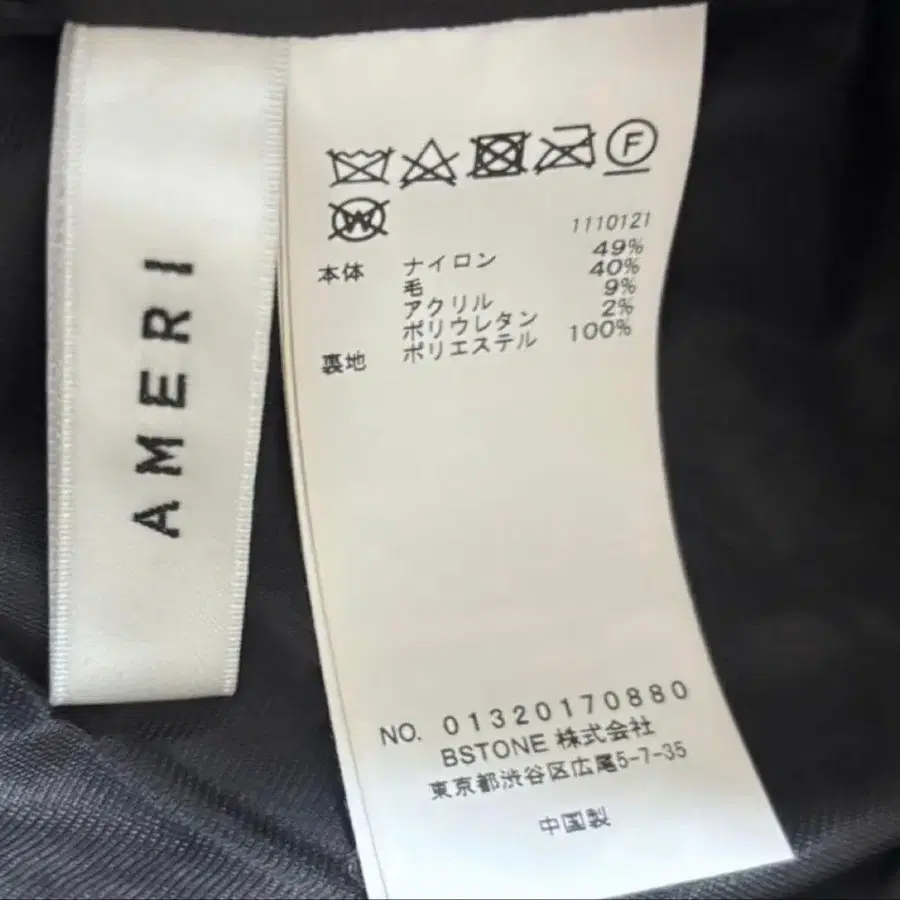 AMERI
F
W
1110121
本体 ナイロン 49%
毛 40%
アクリル 9%
ポリウレタン 2%
裏地 ポリエステル 100%
NO. 01320170880
BSTONE 株式会社
東京都渋谷区広尾5-7-35
中国製